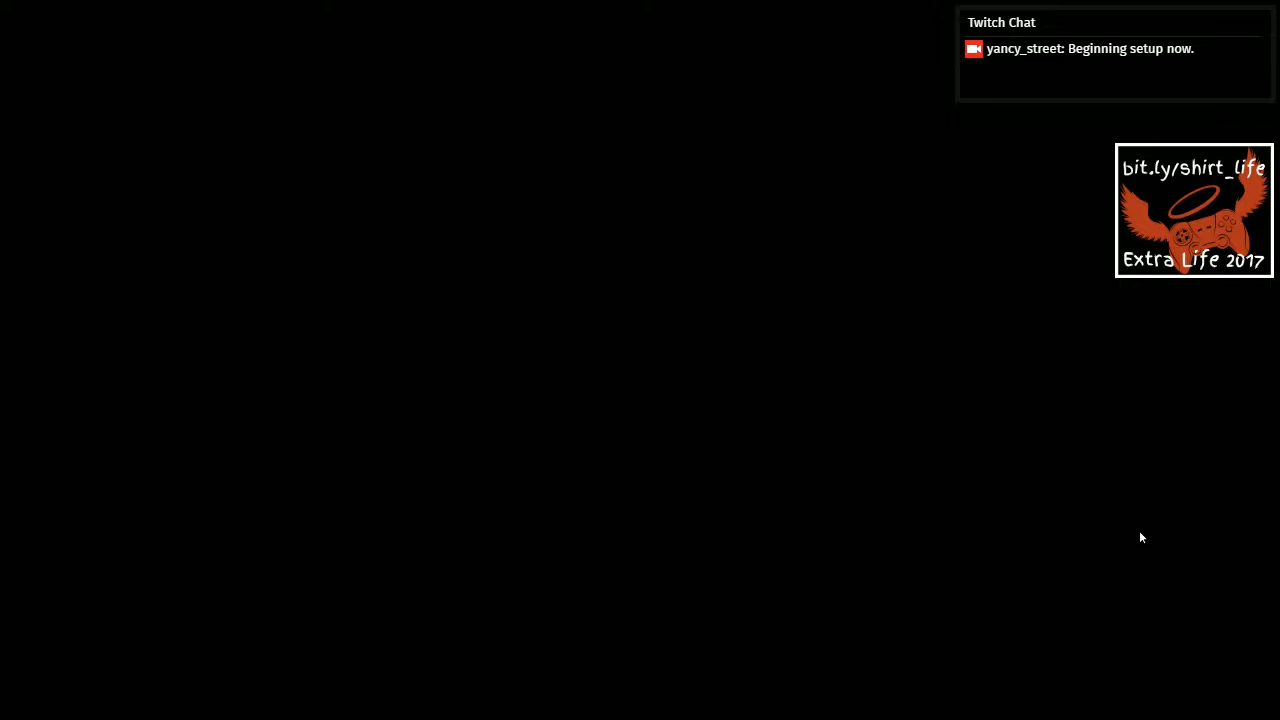 Twitch Chat
yancy_street: Beginning setup now.
bit.ly/shirt_life
Extra Life 2017